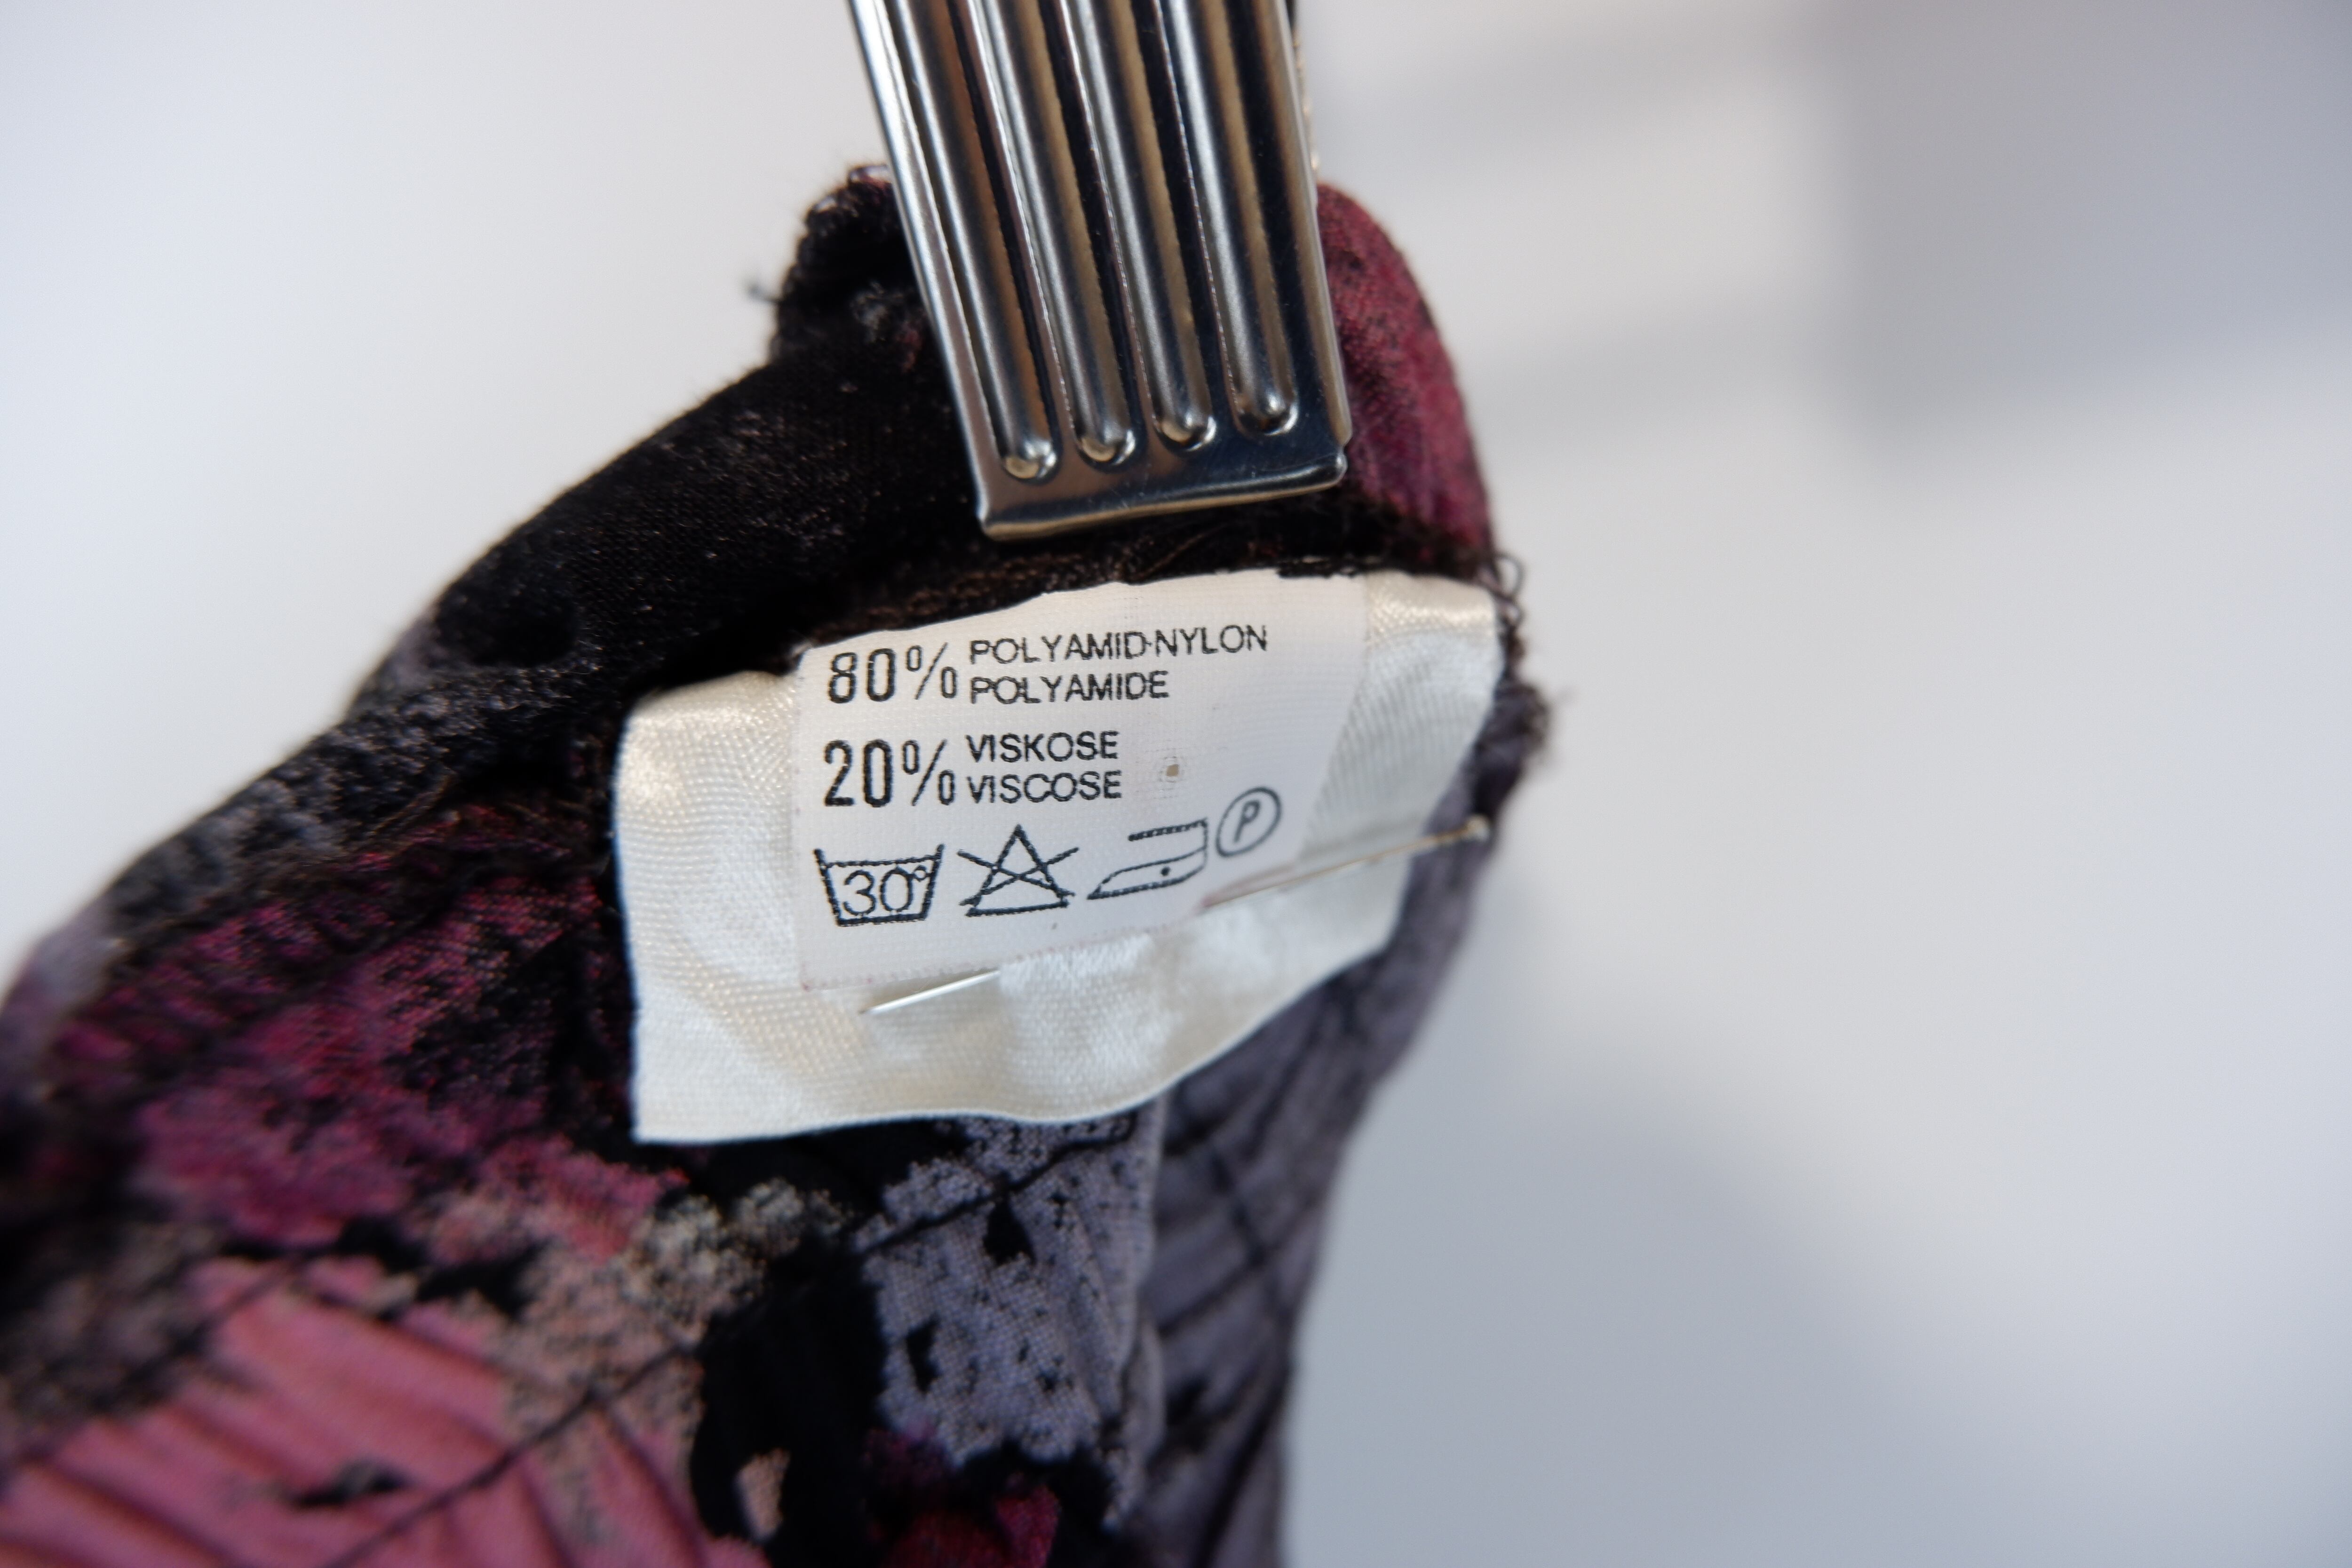 80% POLYAMID·NYLON
POLYAMIDE
20% VISKOSE
VISCOSE
30° P